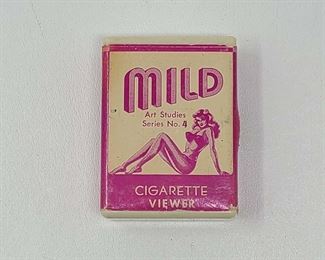 MILD
Art Studies
Series No. 4
CIGARETTE
VIEWER